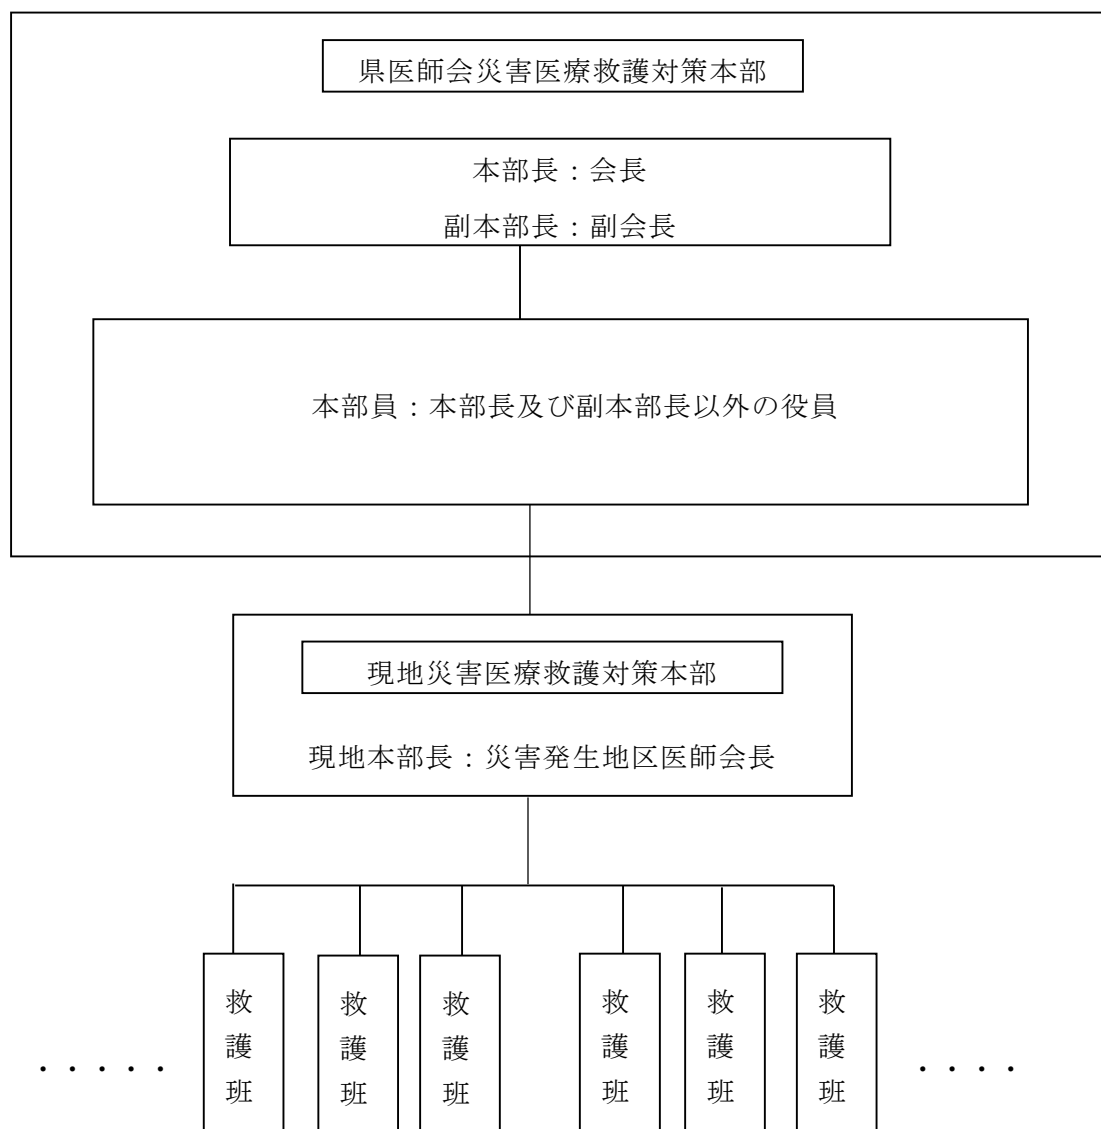 県医師会災害医療救護対策本部
本部長：会長
副本部長：副会長
本部員：本部長及び副本部長以外の役員
現地災害医療救護対策本部
現地本部長：災害発生地区医師会長
・・・・・
救護班
救護班
救護班
救護班
救護班
救護班
・・・・